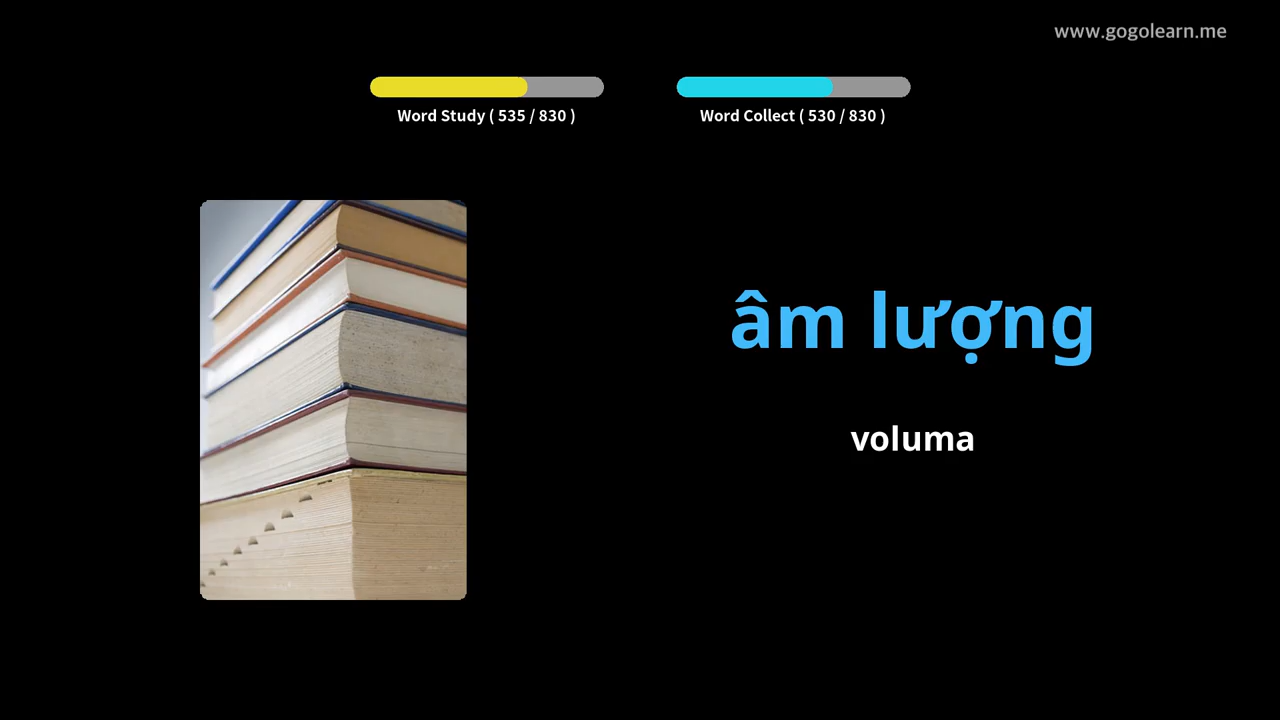 www.gogolearn.me
Word Study ( 535 / 830 )
Word Collect ( 530 / 830 )
âm lượng
voluma